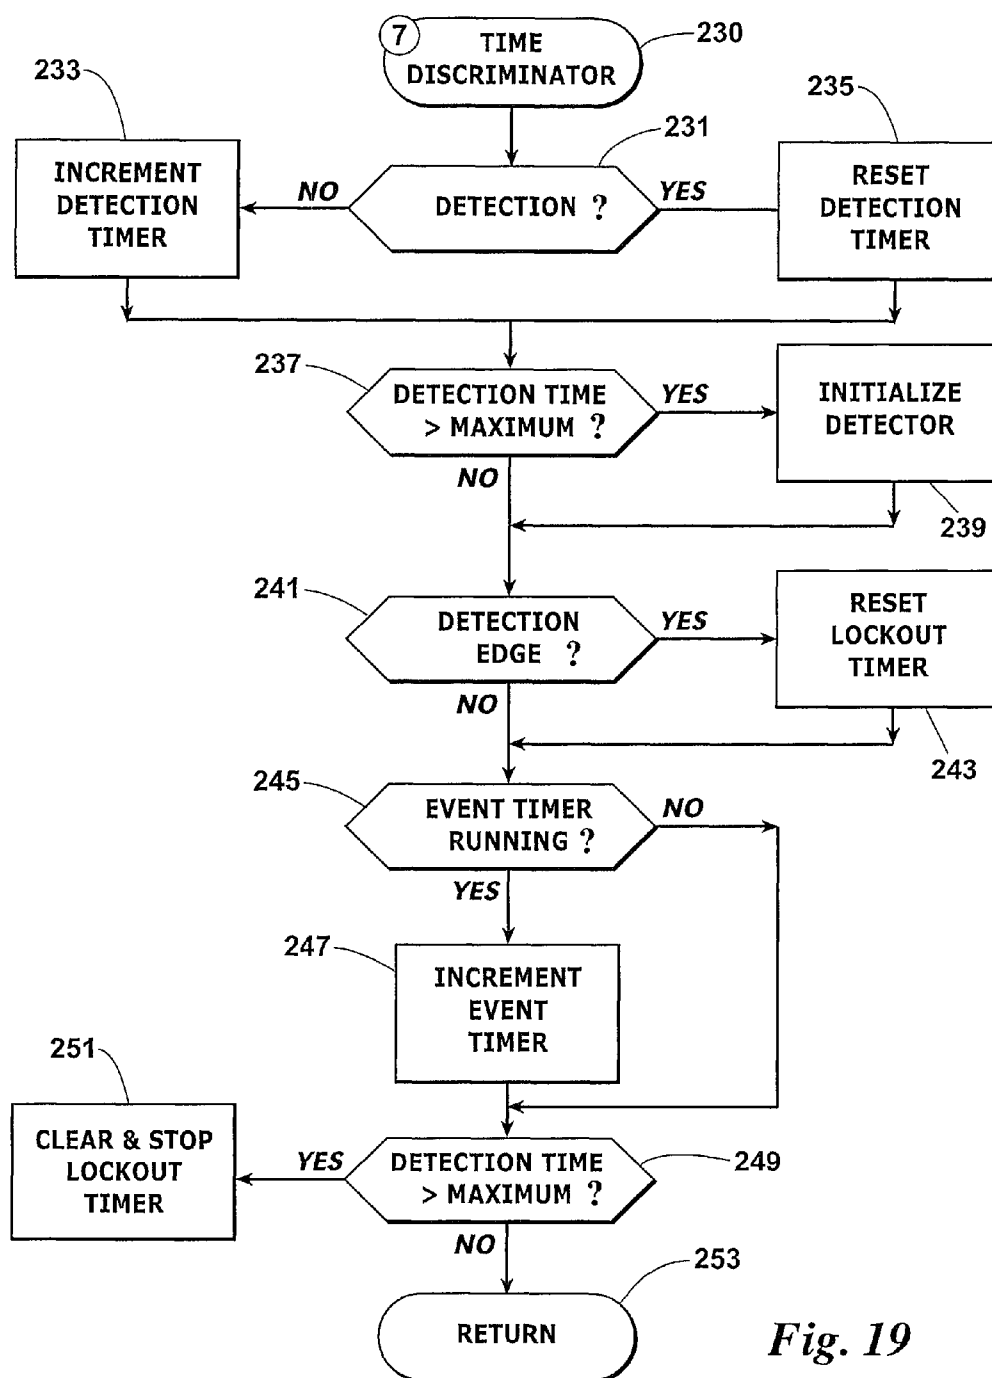 7
TIME
DISCRIMINATOR
230
233
231
235
INCREMENT
DETECTION
TIMER
NO
DETECTION ?
YES
RESET
DETECTION
TIMER
237
DETECTION TIME
> MAXIMUM ?
YES
INITIALIZE
DETECTOR
NO
239
241
DETECTION
EDGE ?
YES
RESET
LOCKOUT
TIMER
NO
243
245
EVENT TIMER
RUNNING ?
NO
YES
247
INCREMENT
EVENT
TIMER
251
CLEAR & STOP
LOCKOUT
TIMER
YES
DETECTION TIME
> MAXIMUM ?
249
NO
253
RETURN
Fig. 19